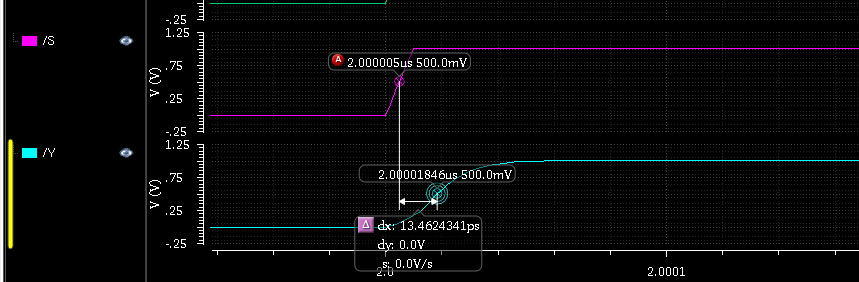 -.25
/S
1.25
.75
.25
-.25
V (V)
A 2.000005us 500.0mV
/Y
1.25
.75
.25
-.25
V (V)
2.00001846us 500.0mV
Δ dx: 13.4624341ps
dy: 0.0V
s: 0.0V/s
2.0
2.0001